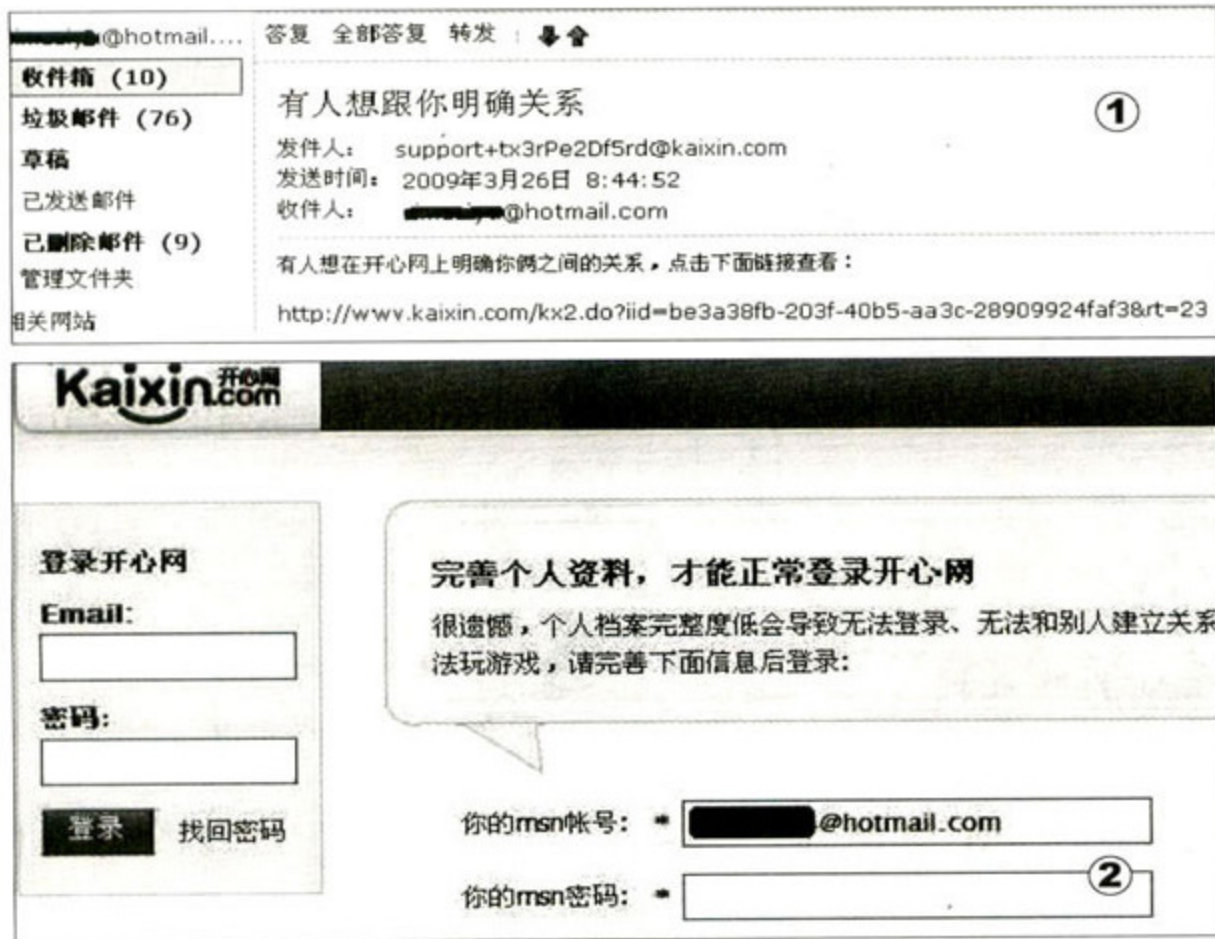 @hotmail....
收件箱 (10)
垃圾邮件 (76)
草稿
已发送邮件
已删除邮件 (9)
管理文件夹
相关网站
答复 全部答复 转发
有人想跟你明确关系
①
发件人: support+tx3rPe2Df5rd@kaixin.com
发送时间: 2009年3月26日 8:44:52
收件人: @hotmail.com
有人想在开心网上明确你俩之间的关系，点击下面链接查看：
http://www.kaixin.com/kx2.do?iid=be3a38fb-203f-40b5-aa3c-28909924faf3&rt=23
Kaixin.com 开心网
登录开心网
Email:
密码:
登录 找回密码
完善个人资料，才能正常登录开心网
很遗憾，个人档案完整度低会导致无法登录、无法和别人建立关系
法玩游戏，请完善下面信息后登录:
你的msn帐号: * @hotmail.com
你的msn密码: *
②